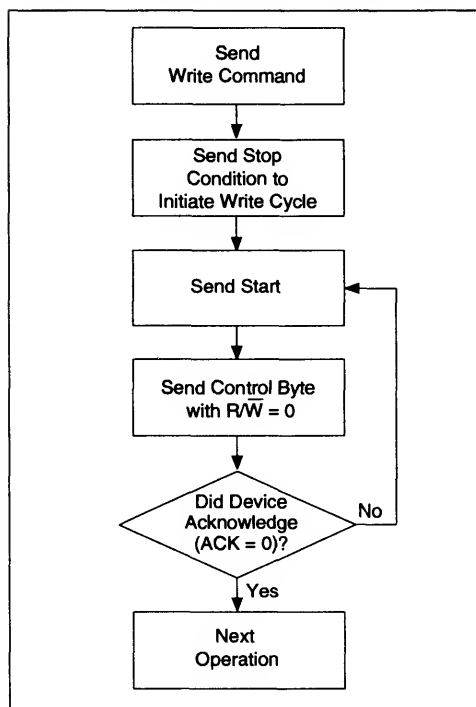 Send
Write Command
Send Stop
Condition to
Initiate Write Cycle
Send Start
Send Control Byte
with R/W̅ = 0
Did Device
Acknowledge
(ACK = 0)?
No
Yes
Next
Operation